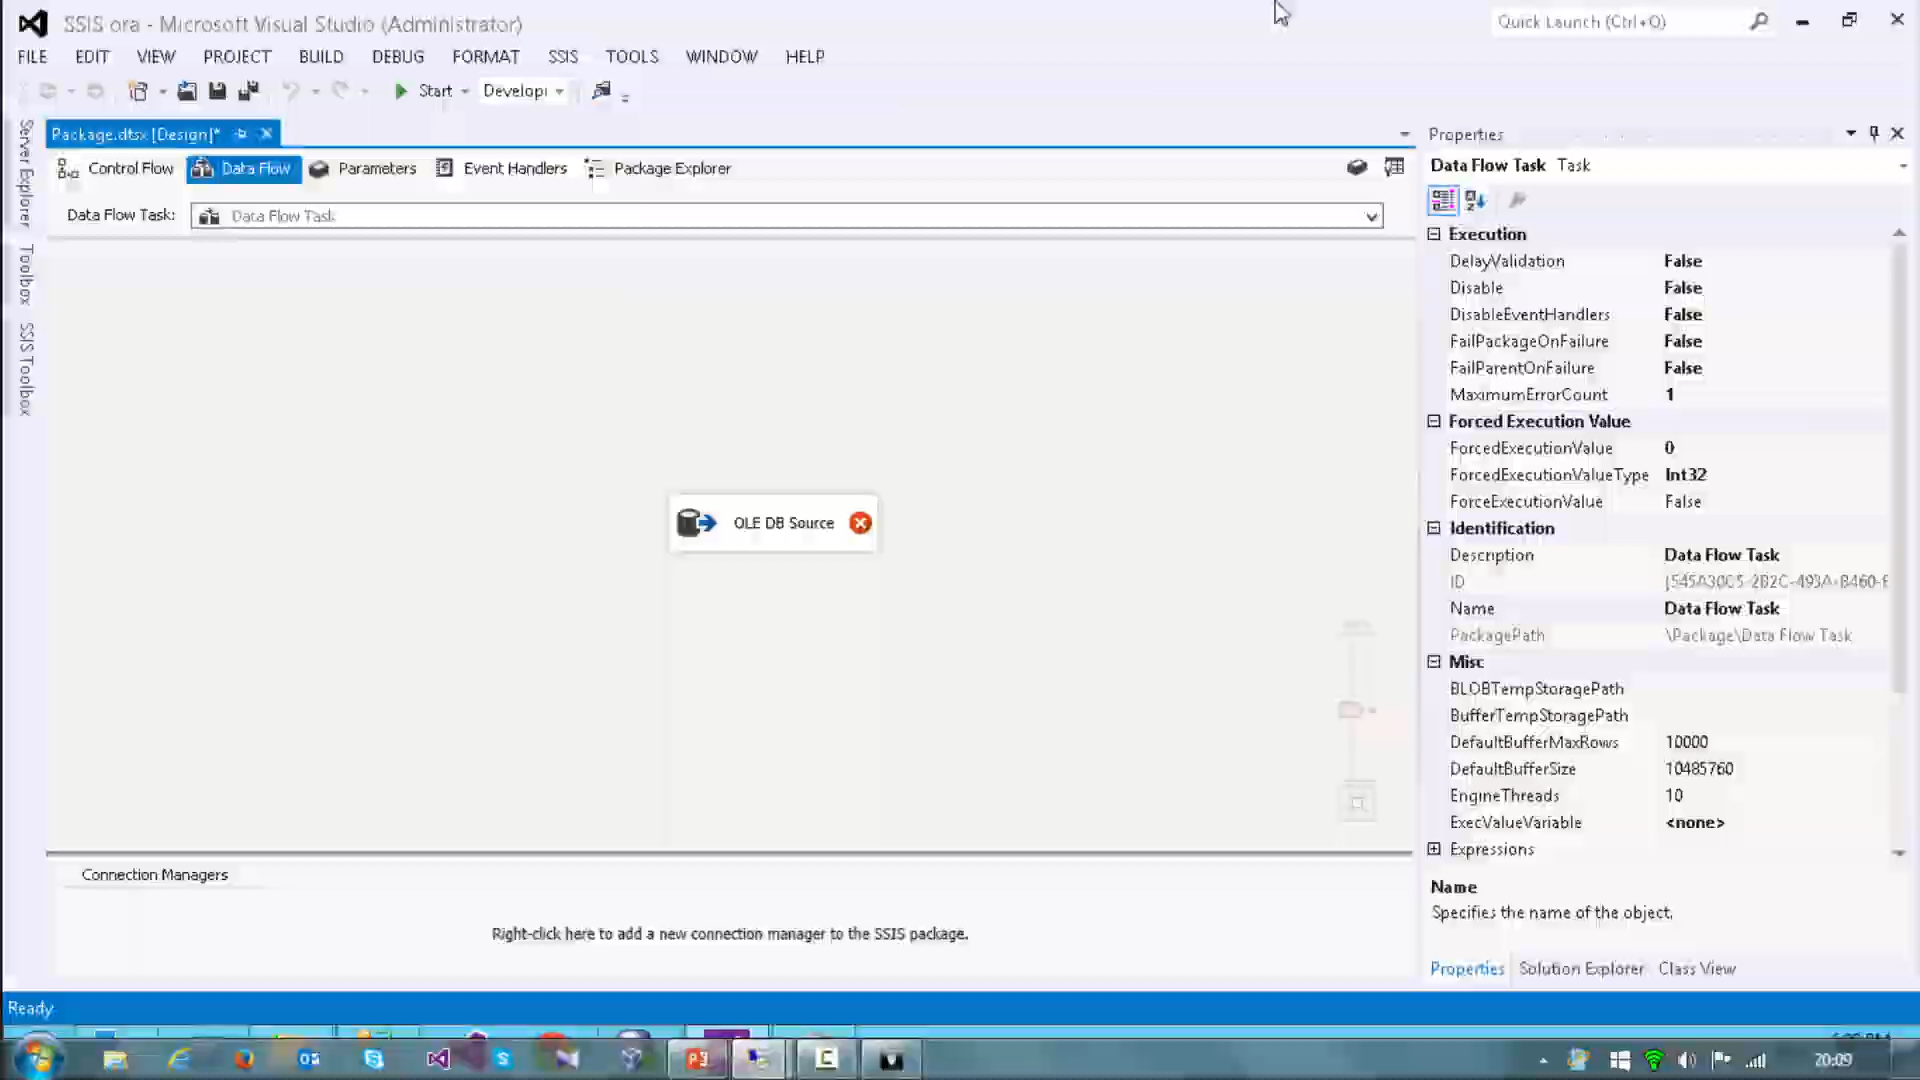 SSIS ora - Microsoft Visual Studio (Administrator)
Quick Launch (Ctrl+Q)
FILE EDIT VIEW PROJECT BUILD DEBUG FORMAT SSIS TOOLS WINDOW HELP
Start Developi
Server Explorer
Toolbox
SSIS Toolbox
Package.dtsx [Design]*
Control Flow Data Flow Parameters Event Handlers Package Explorer
Data Flow Task: Data Flow Task
OLE DB Source
Connection Managers
Right-click here to add a new connection manager to the SSIS package.
Properties
Data Flow Task Task
Execution
DelayValidation False
Disable False
DisableEventHandlers False
FailPackageOnFailure False
FailParentOnFailure False
MaximumErrorCount 1
Forced Execution Value
ForcedExecutionValue 0
ForcedExecutionValueType Int32
ForceExecutionValue False
Identification
Description Data Flow Task
ID
Name Data Flow Task
PackagePath \Package\Data Flow Task
Misc
BLOBTempStoragePath
BufferTempStoragePath
DefaultBufferMaxRows 10000
DefaultBufferSize 10485760
EngineThreads 10
ExecValueVariable <none>
Expressions
Name
Specifies the name of the object.
Properties Solution Explorer Class View
Ready
20:09